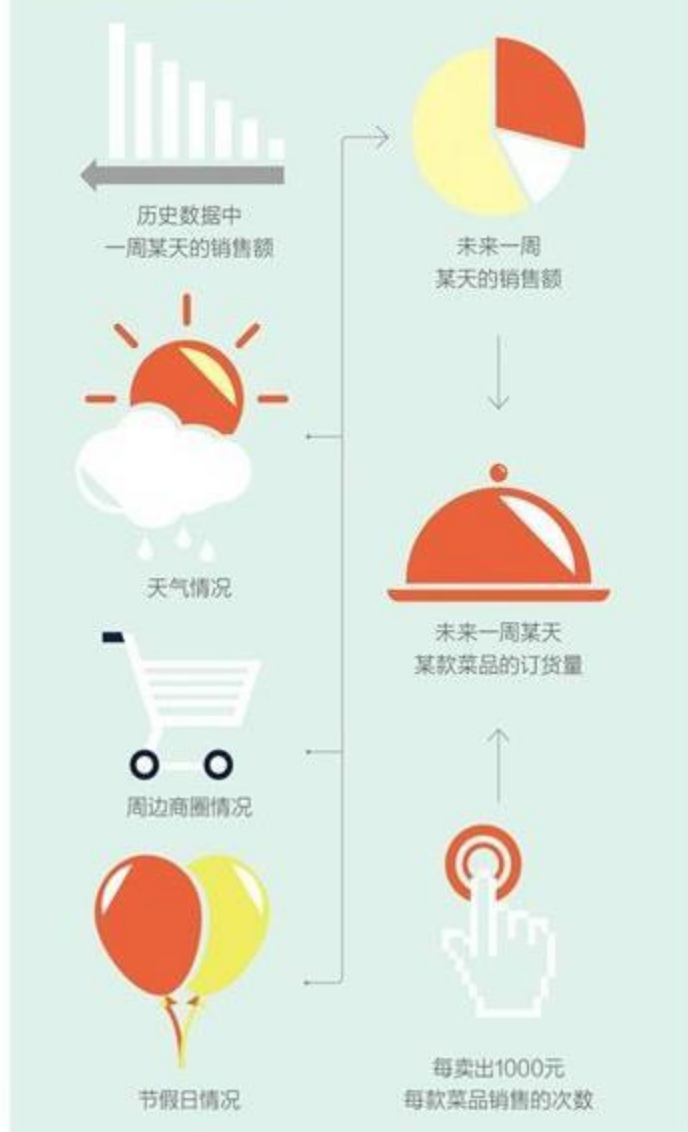 历史数据中
一周某天的销售额
天气情况
周边商圈情况
节假日情况
未来一周
某天的销售额
未来一周某天
某款菜品的订货量
每卖出1000元
每款菜品销售的次数